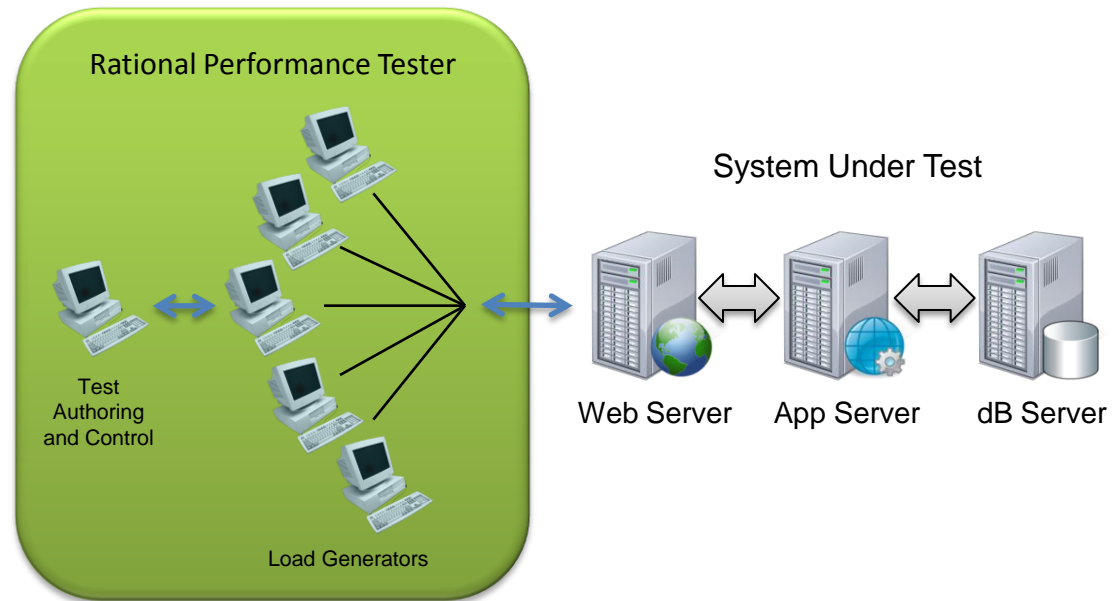 Rational Performance Tester
System Under Test
Test
Authoring
and Control
Load Generators
Web Server
App Server
dB Server